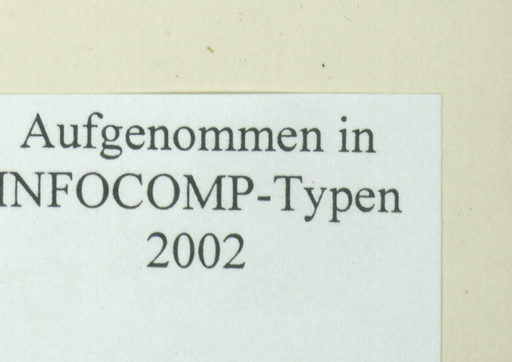 Aufgenommen in
INFOCOMP-Typen
2002